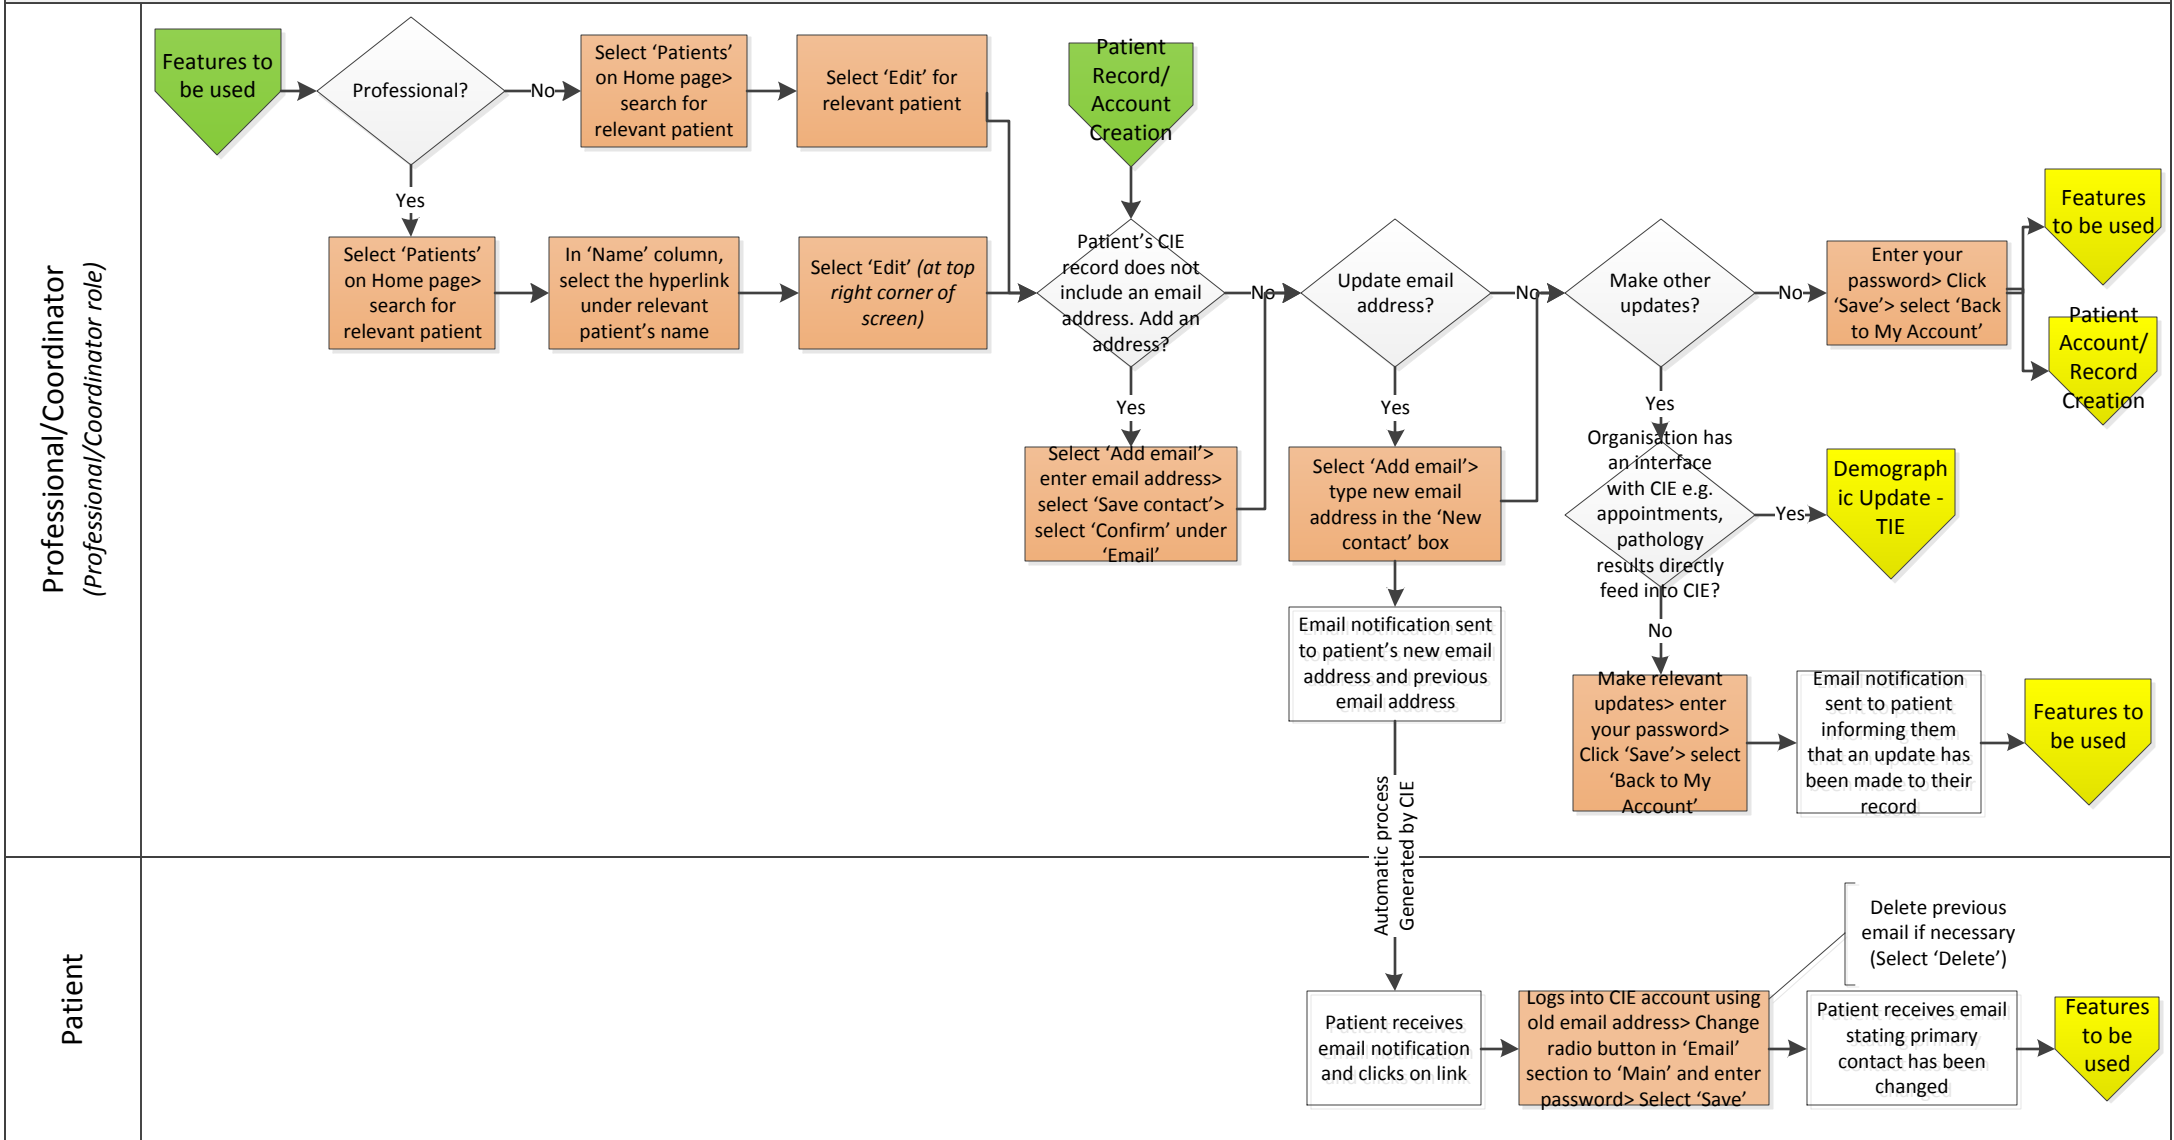 Professional/Coordinator
(Professional/Coordinator role)
Features to
be used
Professional?
No
Select ‘Patients’
on Home page>
search for
relevant patient
Select ‘Edit’ for
relevant patient
Patient
Record/
Account
Creation
Yes
Select ‘Patients’
on Home page>
search for
relevant patient
In ‘Name’ column,
select the hyperlink
under relevant
patient’s name
Select ‘Edit’ (at top
right corner of
screen)
Patient’s CIE
record does not
include an email
address. Add an
address?
No
Update email
address?
No
Make other
updates?
No
Enter your
password> Click
‘Save’> select ‘Back
to My Account’
Features
to be used
Patient
Account/
Record
Creation
Yes
Select ‘Add email’>
enter email address>
select ‘Save contact’>
select ‘Confirm’ under
‘Email’
Yes
Select ‘Add email’>
type new email
address in the ‘New
contact’ box
Yes
Organisation has
an interface
with CIE e.g.
appointments,
pathology
results directly
feed into CIE?
Yes
Demograph
ic Update -
TIE
Email notification sent
to patient’s new email
address and previous
email address
No
Make relevant
updates> enter
your password>
Click ‘Save’> select
‘Back to My
Account’
Email notification
sent to patient
informing them
that an update has
been made to their
record
Features to
be used
Automatic process
Generated by CIE
Patient
Patient receives
email notification
and clicks on link
Logs into CIE account using
old email address> Change
radio button in ‘Email’
section to ‘Main’ and enter
password> Select ‘Save’
Delete previous
email if necessary
(Select ‘Delete’)
Patient receives email
stating primary
contact has been
changed
Features
to be
used